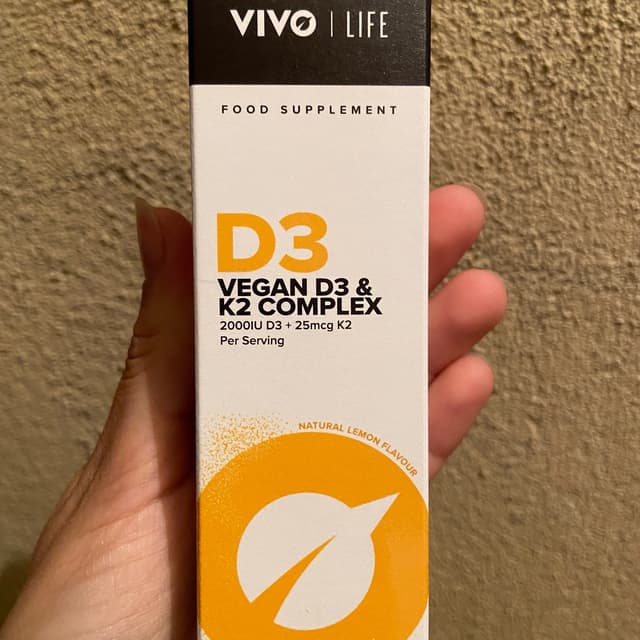 VIVO | LIFE
FOOD SUPPLEMENT
D3
VEGAN D3 &
K2 COMPLEX
2000IU D3 + 25mcg K2
Per Serving
NATURAL LEMON FLAVOUR